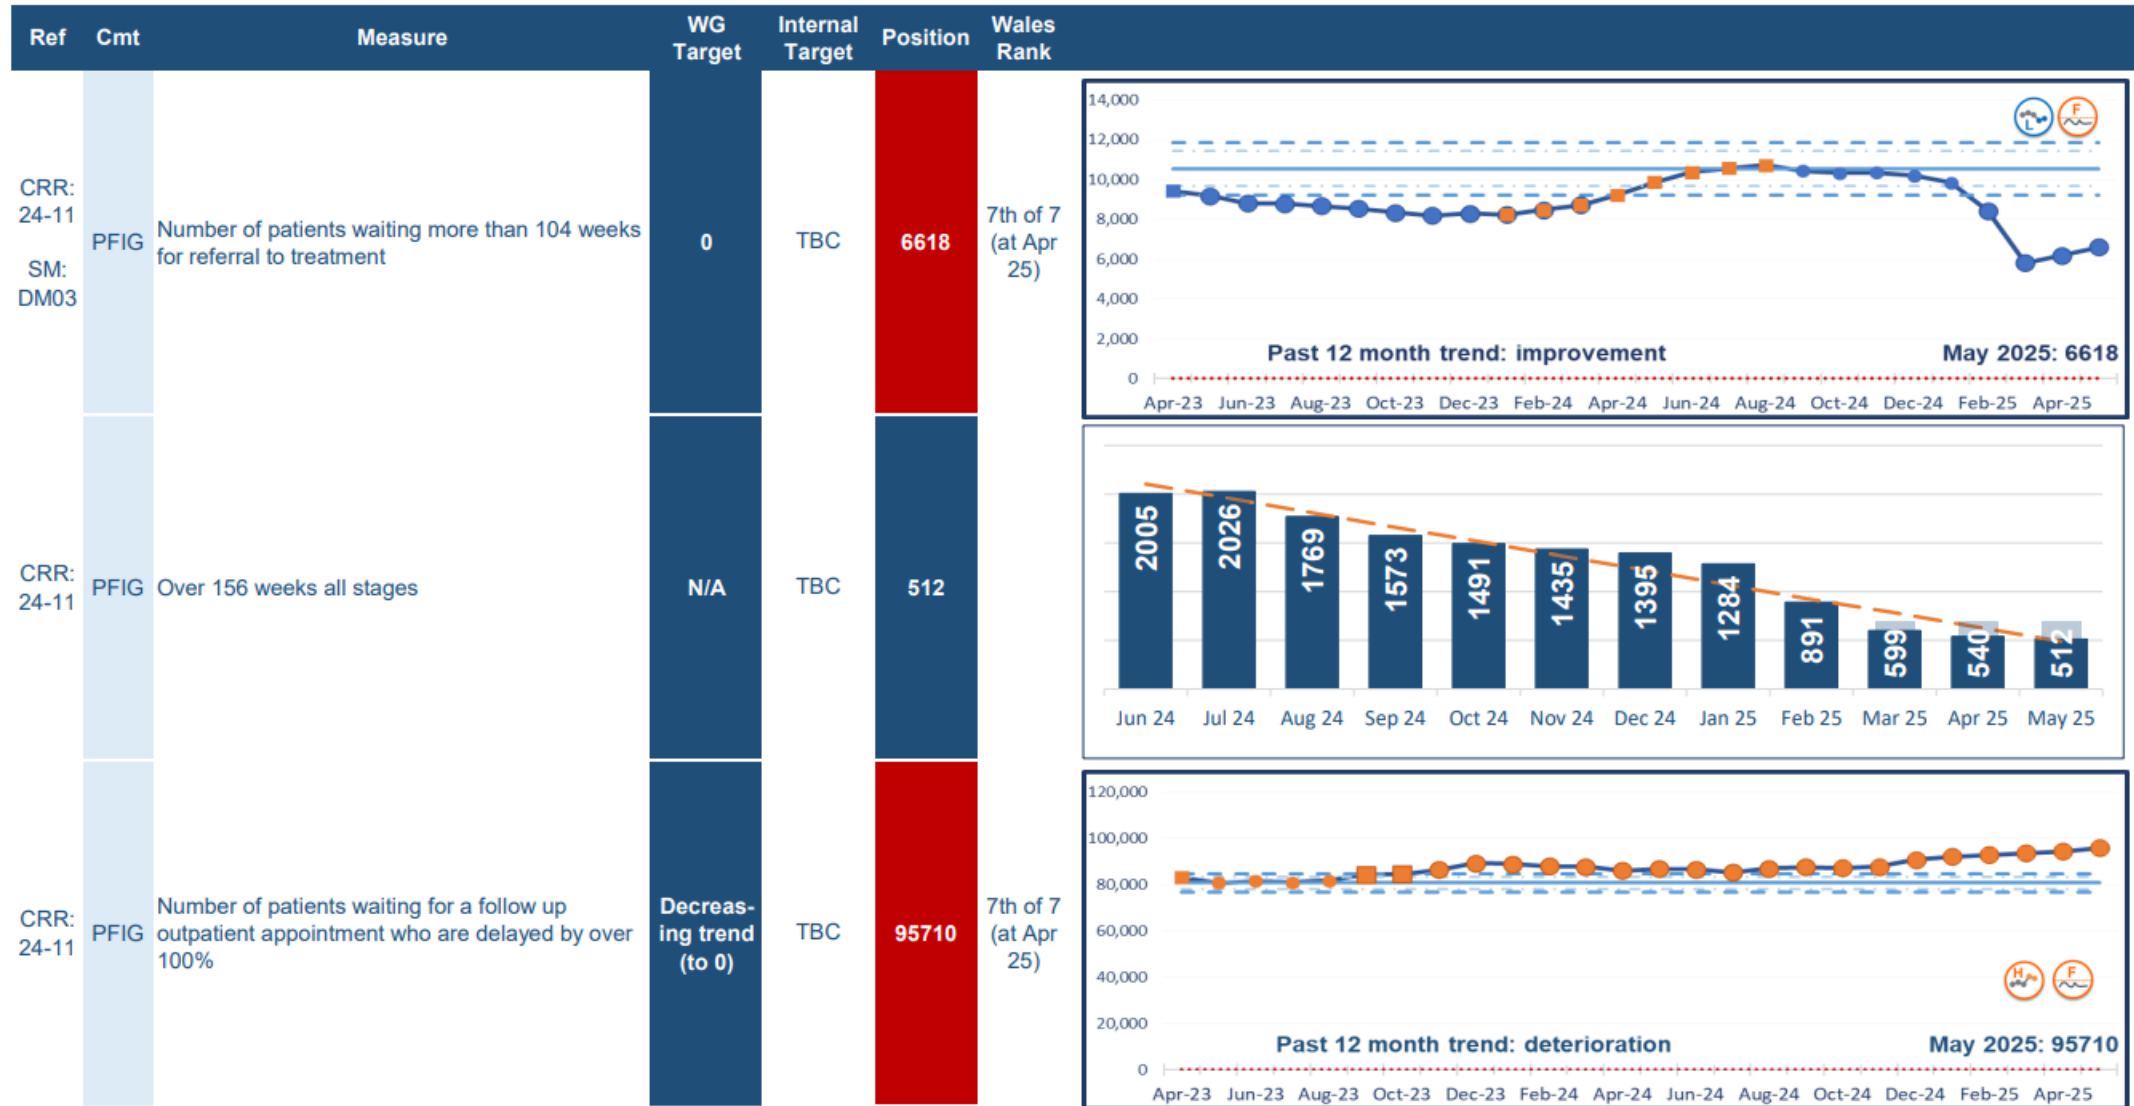 Ref Cmt Measure WG Target Internal Target Position Wales Rank
CRR: 24-11 SM: DM03
PFIG
Number of patients waiting more than 104 weeks
for referral to treatment
0
TBC
6618
7th of 7
(at Apr
25)
14,000
12,000
10,000
8,000
6,000
4,000
2,000
0
L
F
Past 12 month trend: improvement
May 2025: 6618
Apr-23 Jun-23 Aug-23 Oct-23 Dec-23 Feb-24 Apr-24 Jun-24 Aug-24 Oct-24 Dec-24 Feb-25 Apr-25
CRR:
24-11
PFIG
Over 156 weeks all stages
N/A
TBC
512
2005 2026 1769 1573 1491 1435 1395 1284 891 599 540 512
Jun 24 Jul 24 Aug 24 Sep 24 Oct 24 Nov 24 Dec 24 Jan 25 Feb 25 Mar 25 Apr 25 May 25
CRR:
24-11
PFIG
Number of patients waiting for a follow up
outpatient appointment who are delayed by over
100%
Decreas-
ing trend
(to 0)
TBC
95710
7th of 7
(at Apr
25)
120,000
100,000
80,000
60,000
40,000
20,000
0
H
F
Past 12 month trend: deterioration
May 2025: 95710
Apr-23 Jun-23 Aug-23 Oct-23 Dec-23 Feb-24 Apr-24 Jun-24 Aug-24 Oct-24 Dec-24 Feb-25 Apr-25